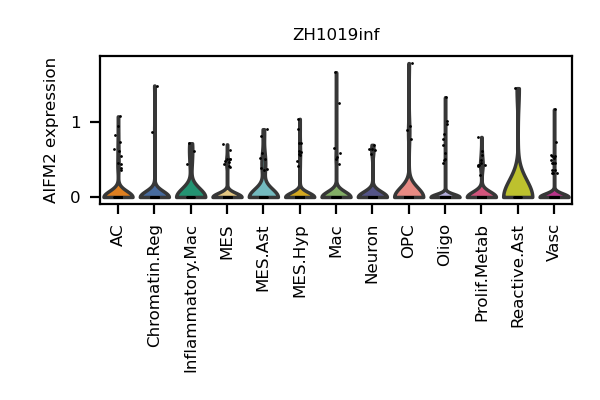 ZH1019inf
AIFM2 expression
1
0
AC
Chromatin.Reg
Inflammatory.Mac
MES
MES.Ast
MES.Hyp
Mac
Neuron
OPC
Oligo
Prolif.Metab
Reactive.Ast
Vasc